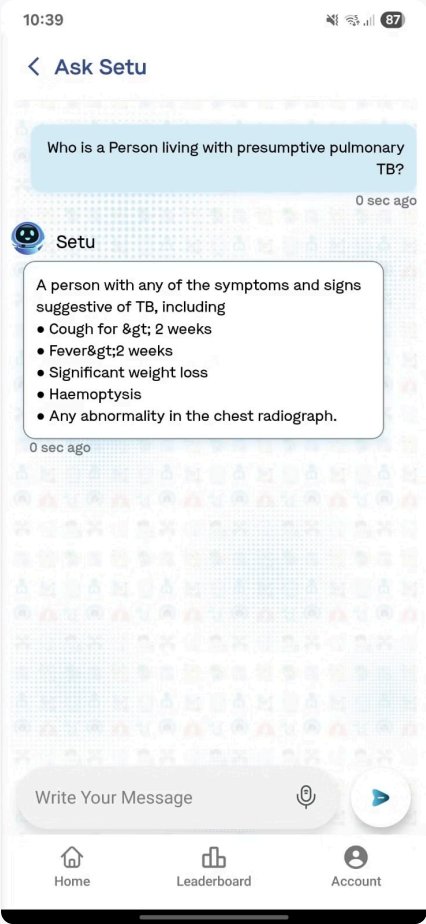 10:39
87
Ask Setu
Who is a Person living with presumptive pulmonary
TB?
0 sec ago
Setu
A person with any of the symptoms and signs
suggestive of TB, including
● Cough for &gt; 2 weeks
● Fever&gt;2 weeks
● Significant weight loss
● Haemoptysis
● Any abnormality in the chest radiograph.
0 sec ago
Write Your Message
Home
Leaderboard
Account